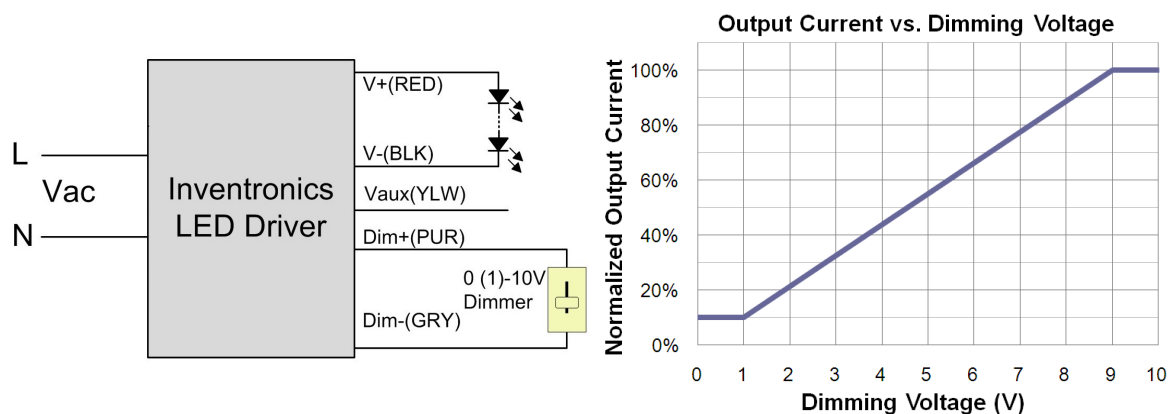 L
Vac
N
Inventronics
LED Driver
V+(RED)
V-(BLK)
Vaux(YLW)
Dim+(PUR)
0 (1)-10V
Dimmer
Dim-(GRY)
Output Current vs. Dimming Voltage
Normalized Output Current
100%
80%
60%
40%
20%
0%
0 1 2 3 4 5 6 7 8 9 10
Dimming Voltage (V)